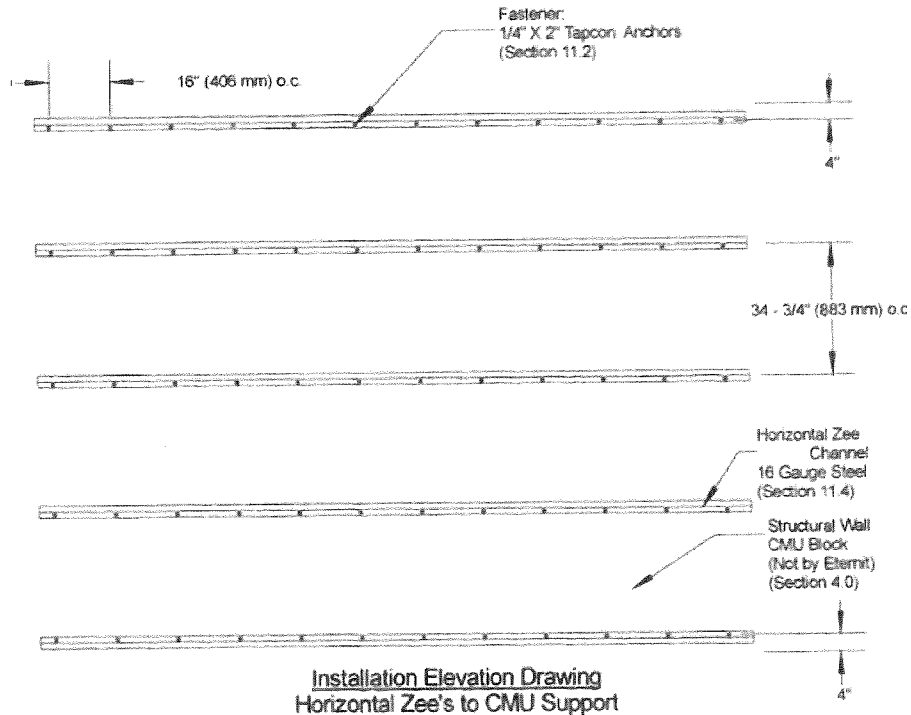 Fastener:
1/4" X 2" Tapcon Anchors
(Section 11.2)
16" (406 mm) o.c.
4"
34 - 3/4" (883 mm) o.c
Horizontal Zee
Channel
16 Gauge Steel
(Section 11.4)
Structural Wall
CMU Block
(Not by Eternit)
(Section 4.0)
4"
Installation Elevation Drawing
Horizontal Zee's to CMU Support